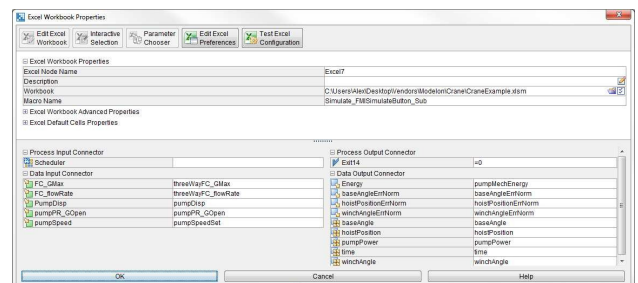 Excel Workbook Properties
Edit Excel Workbook
Interactive Selection
Parameter Chooser
Edit Excel Preferences
Test Excel Configuration
Excel Workbook Properties
Excel Node Name Excel7
Description
Workbook C:\Users\Alex\Desktop\Vendors\Modelon\Crane\CraneExample.xlsm
Macro Name Simulate_FMISimulateButton_Sub
Excel Workbook Advanced Properties
Excel Default Cells Properties
Process Input Connector
Scheduler
Data Input Connector
FC_GMax threeWayFC_GMax
FC_flowRate threeWayFC_flowRate
PumpDisp pumpDisp
pumpPR_GOpen pumpPR_GOpen
pumpSpeed pumpSpeedSet
Process Output Connector
Exit14 =0
Data Output Connector
Energy pumpMechEnergy
baseAngleErrNorm baseAngleErrNorm
hoistPositionErrNorm hoistPositionErrNorm
winchAngleErrNorm winchAngleErrNorm
baseAngle baseAngle
hoistPosition hoistPosition
pumpPower pumpPower
time time
winchAngle winchAngle
OK Cancel Help